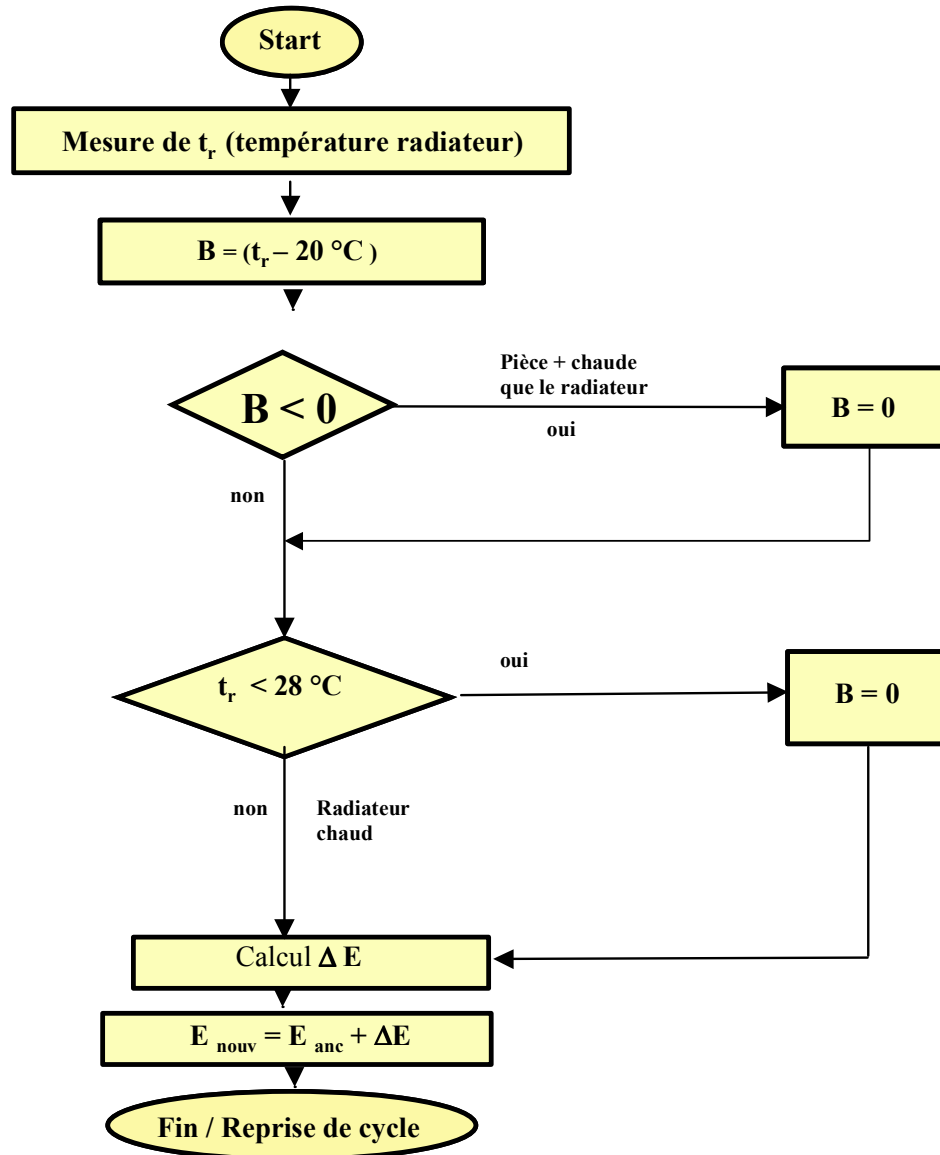 Start
Mesure de tr (température radiateur)
B = (tr – 20 °C )
B < 0
Pièce + chaude
que le radiateur
oui
B = 0
non
tr < 28 °C
oui
B = 0
non
Radiateur
chaud
Calcul Δ E
E nouv = E anc + ΔE
Fin / Reprise de cycle